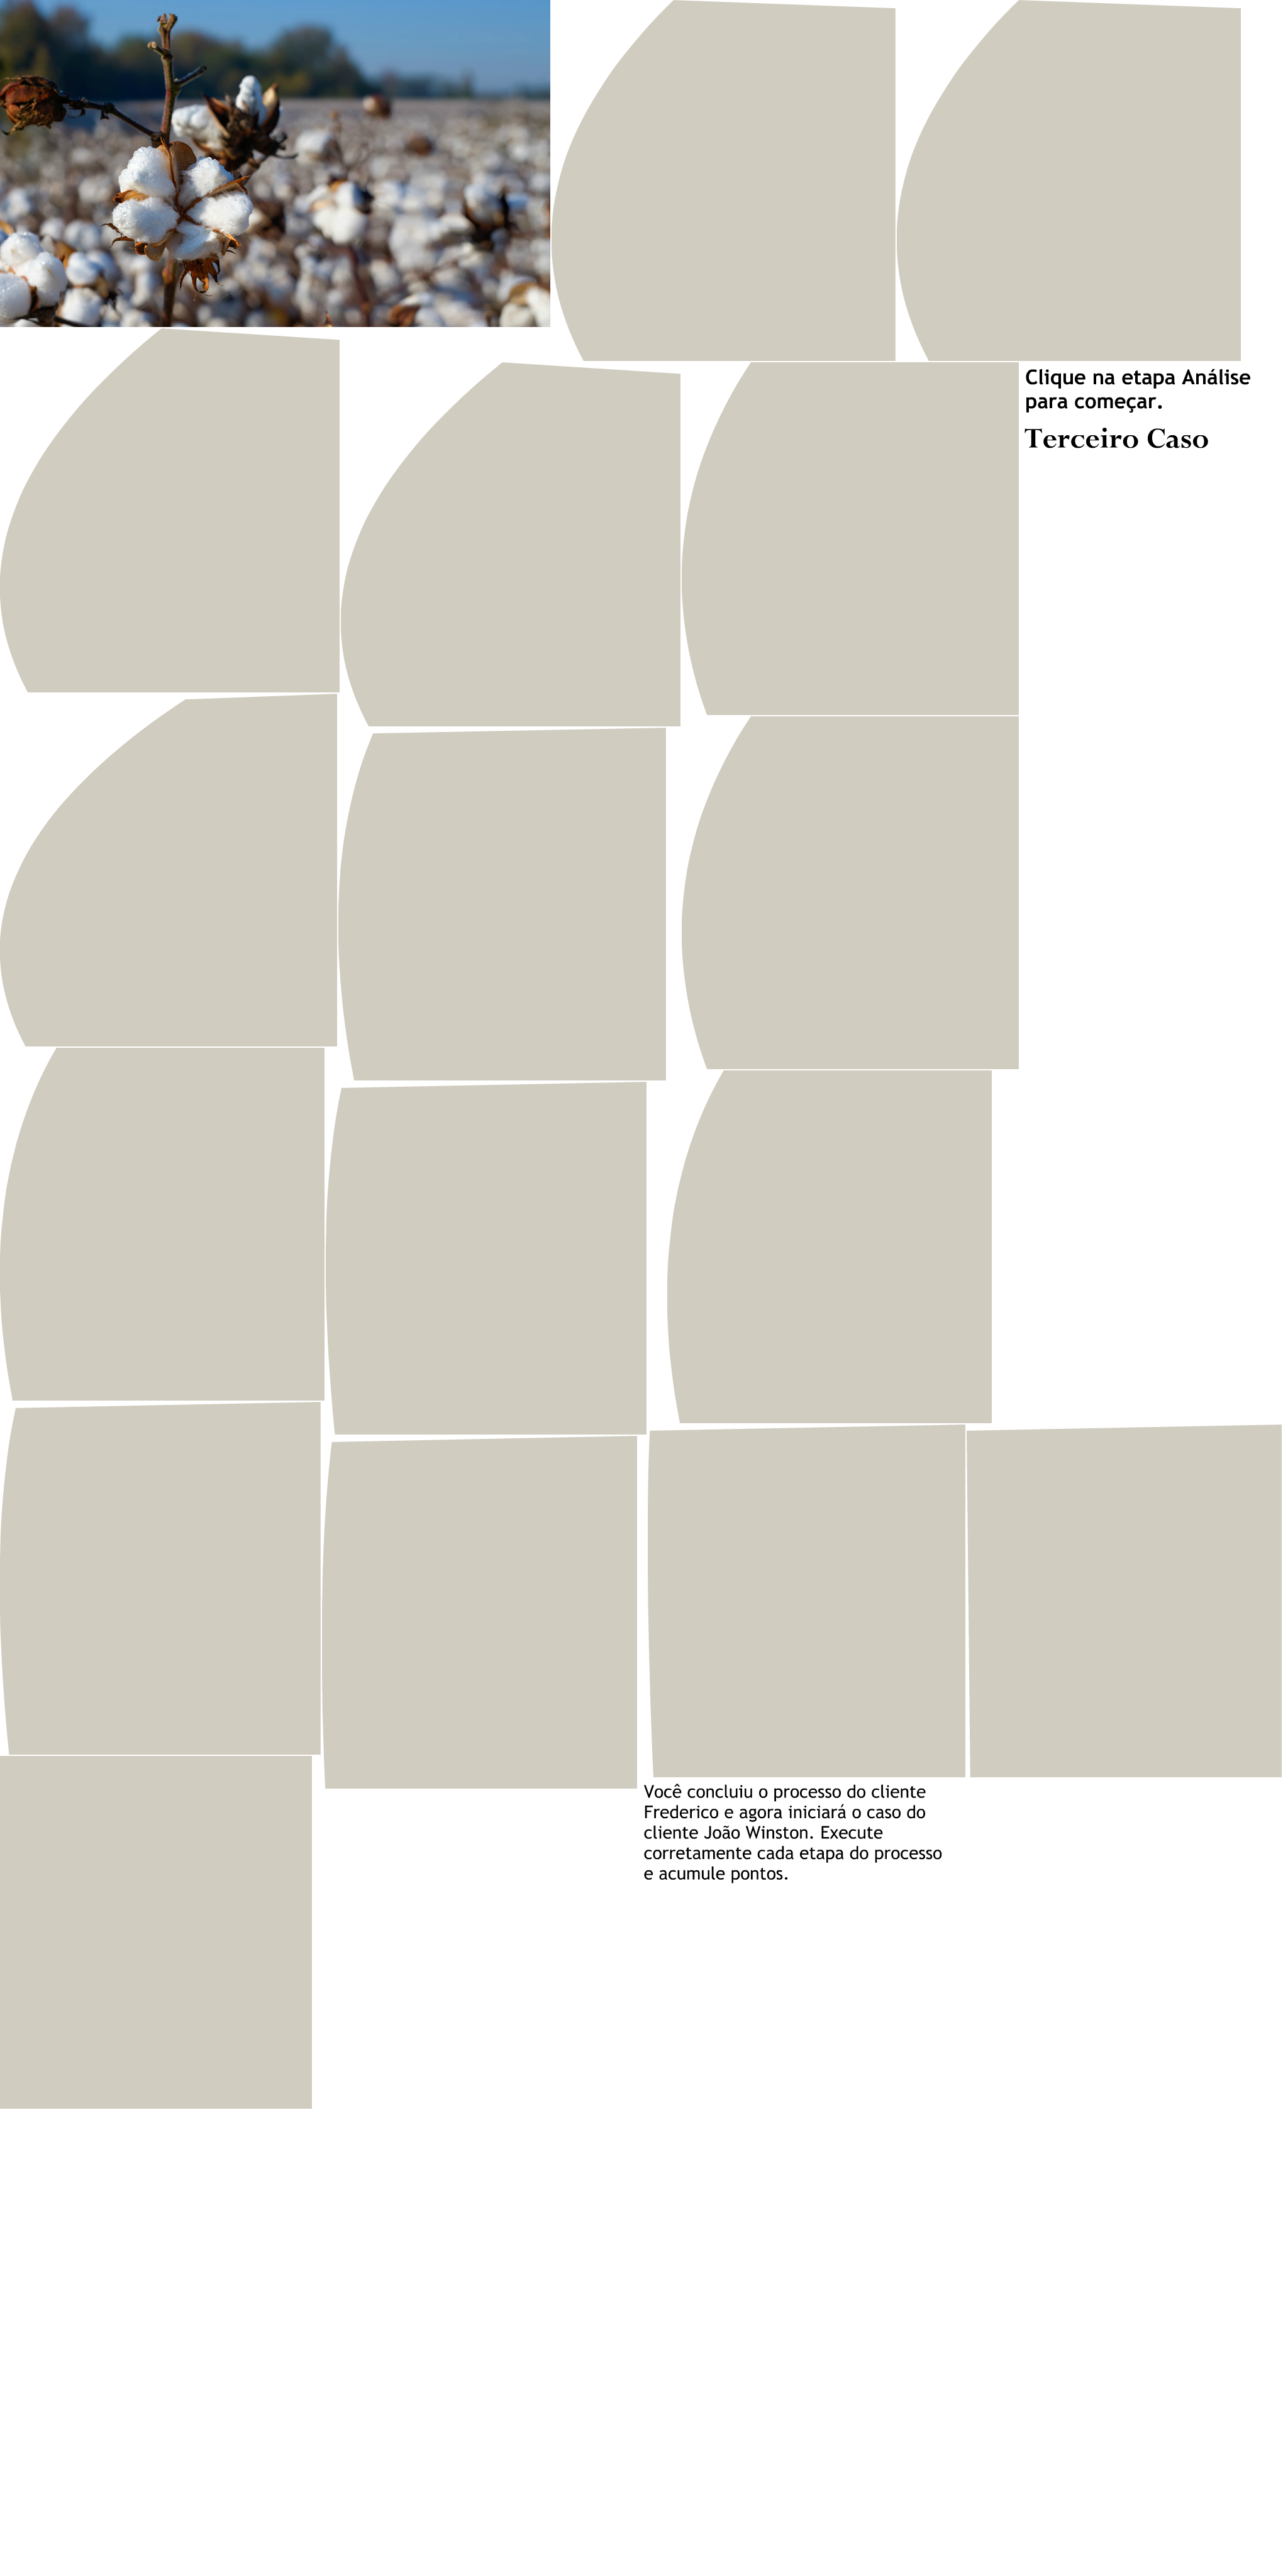 Clique na etapa Análise
para começar.
Terceiro Caso
Você concluiu o processo do cliente
Frederico e agora iniciará o caso do
cliente João Winston. Execute
corretamente cada etapa do processo
e acumule pontos.